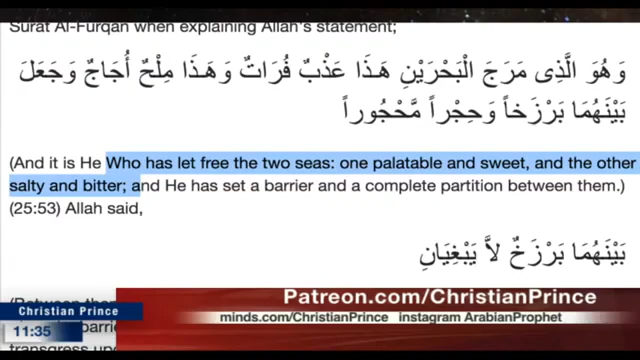 Surat Al-Furqan when explaining Allah's statement;
وَهُوَ الَّذِى مَرَجَ الْبَحْرَيْنِ هَـذَا عَذْبٌ فُرَاتٌ وَهَـذَا مِلْحٌ أُجَاجٌ وَجَعَلَ
بَيْنَهُمَا بَرْزَخاً وَحِجْراً مَّحْجُوراً
(And it is He Who has let free the two seas: one palatable and sweet, and the other
salty and bitter; and He has set a barrier and a complete partition between them.)
(25:53) Allah said,
بَيْنَهُمَا بَرْزَخٌ لاَّ يَبْغِيَانِ
Patreon.com/ChristianPrince
Christian Prince
minds.com/ChristianPrince instagram ArabianProphet
11:35